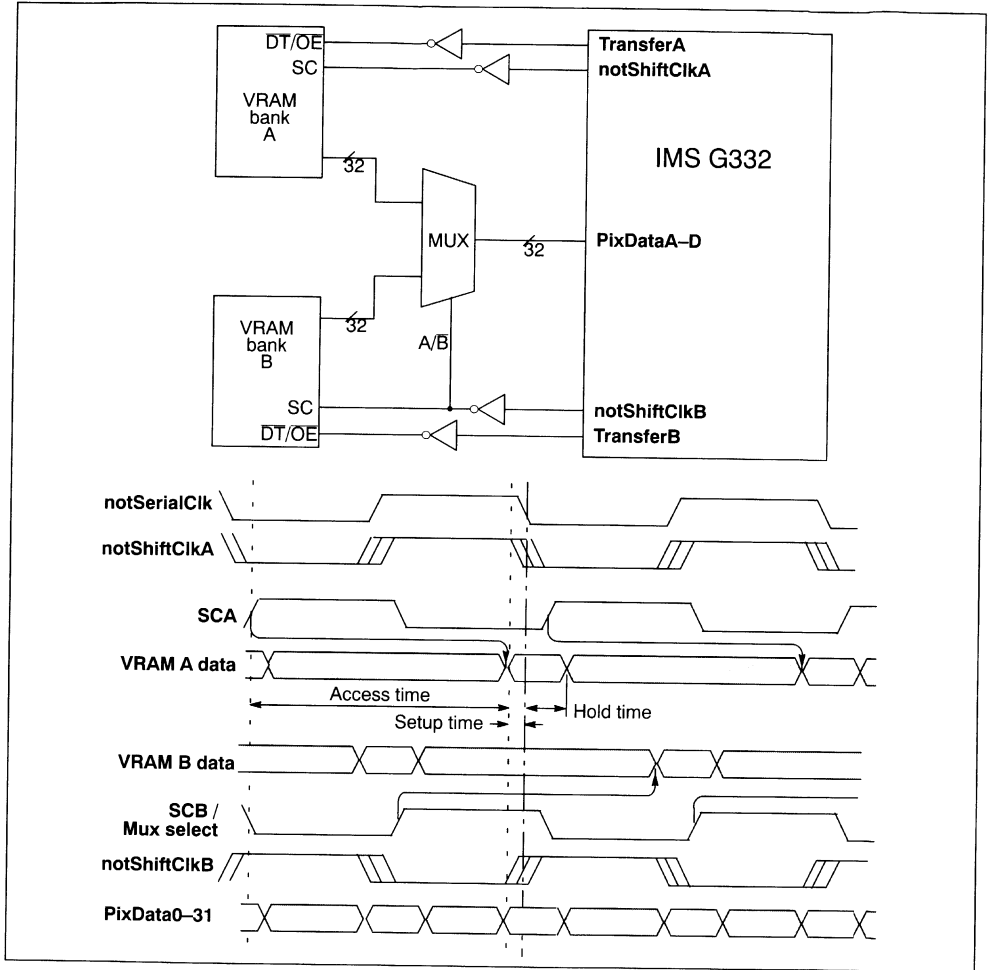 DT/OE
SC
VRAM
bank
A
32
TransferA
notShiftClkA
IMS G332
MUX
32
PixDataA–D
VRAM
bank
B
32
A/B
SC
DT/OE
notShiftClkB
TransferB
notSerialClk
notShiftClkA
SCA
VRAM A data
Access time
Setup time
Hold time
VRAM B data
SCB /
Mux select
notShiftClkB
PixData0–31